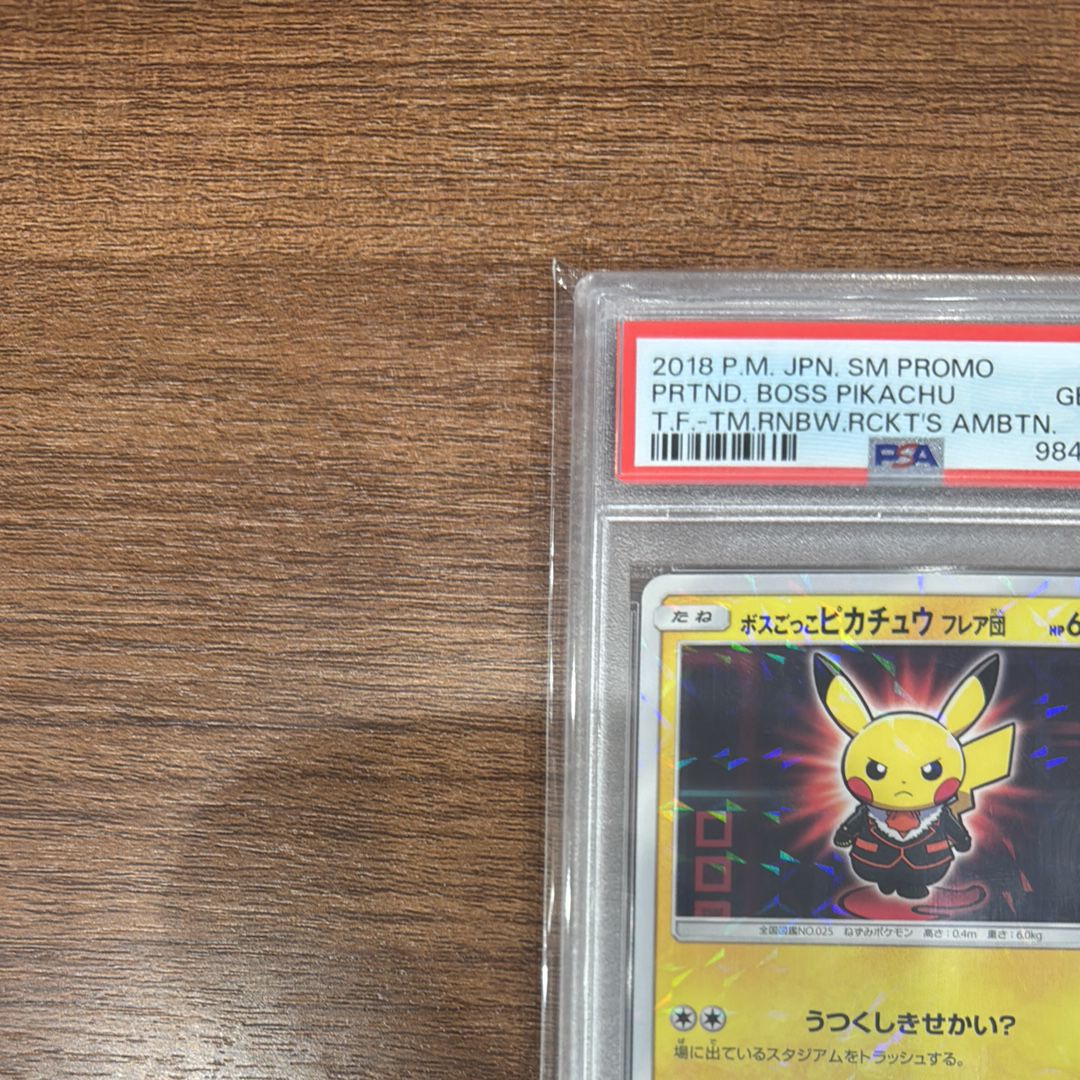 2018 P.M. JPN. SM PROMO
PRTND. BOSS PIKACHU
T.F.-TM.RNBW.RCKT'S AMBTN.
PSA
984
たね ボスごっこピカチュウ フレア団 HP
全国図鑑NO.025 ねずみポケモン 高さ:0.4m 重さ:6.0kg
うつくしきせかい?
場に出ているスタジアムをトラッシュする。